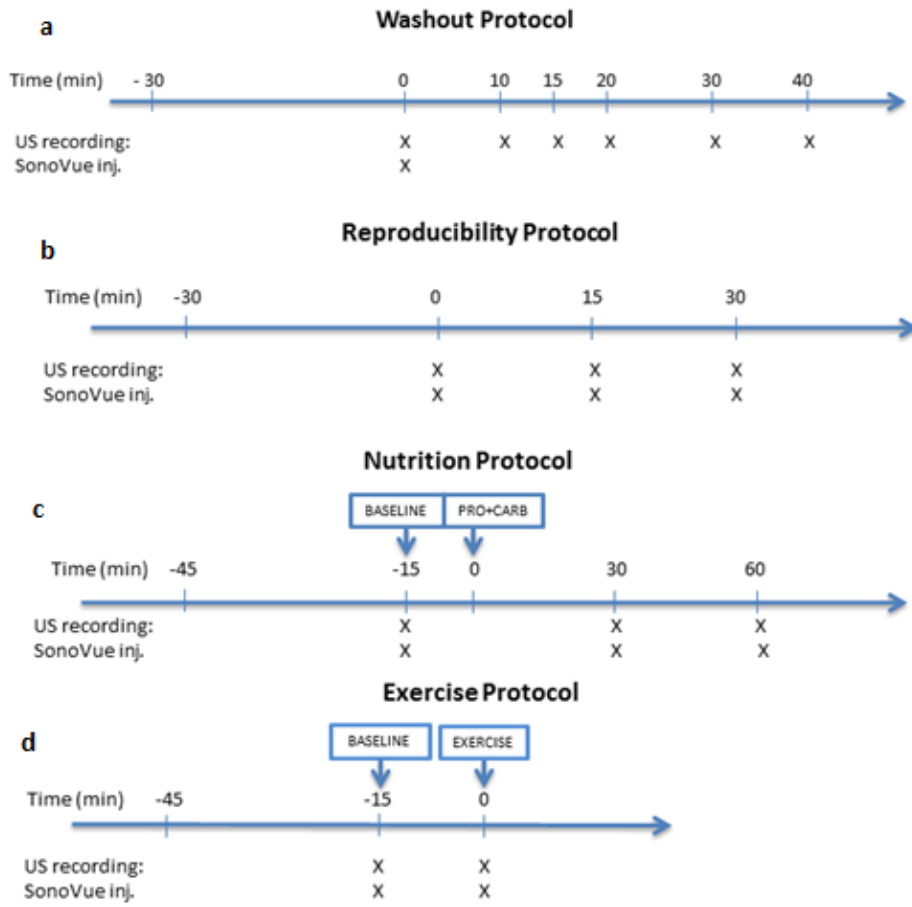 a
Washout Protocol
Time (min) - 30 0 10 15 20 30 40
US recording: X X X X X X
SonoVue inj. X
b
Reproducibility Protocol
Time (min) -30 0 15 30
US recording: X X X
SonoVue inj. X X X
Nutrition Protocol
c
BASELINE PRO+CARB
Time (min) -45 -15 0 30 60
US recording: X X X
SonoVue inj. X X X
Exercise Protocol
d
BASELINE EXERCISE
Time (min) -45 -15 0
US recording: X X
SonoVue inj. X X